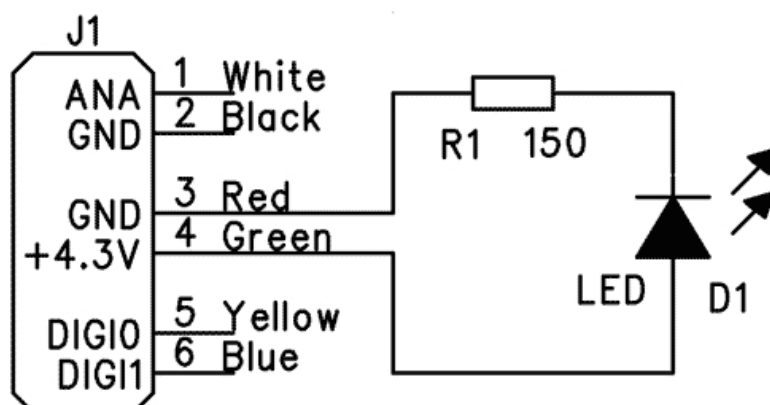 J1
ANA 1 White
GND 2 Black
R1 150
GND 3 Red
+4.3V 4 Green
LED D1
DIGI0 5 Yellow
DIGI1 6 Blue